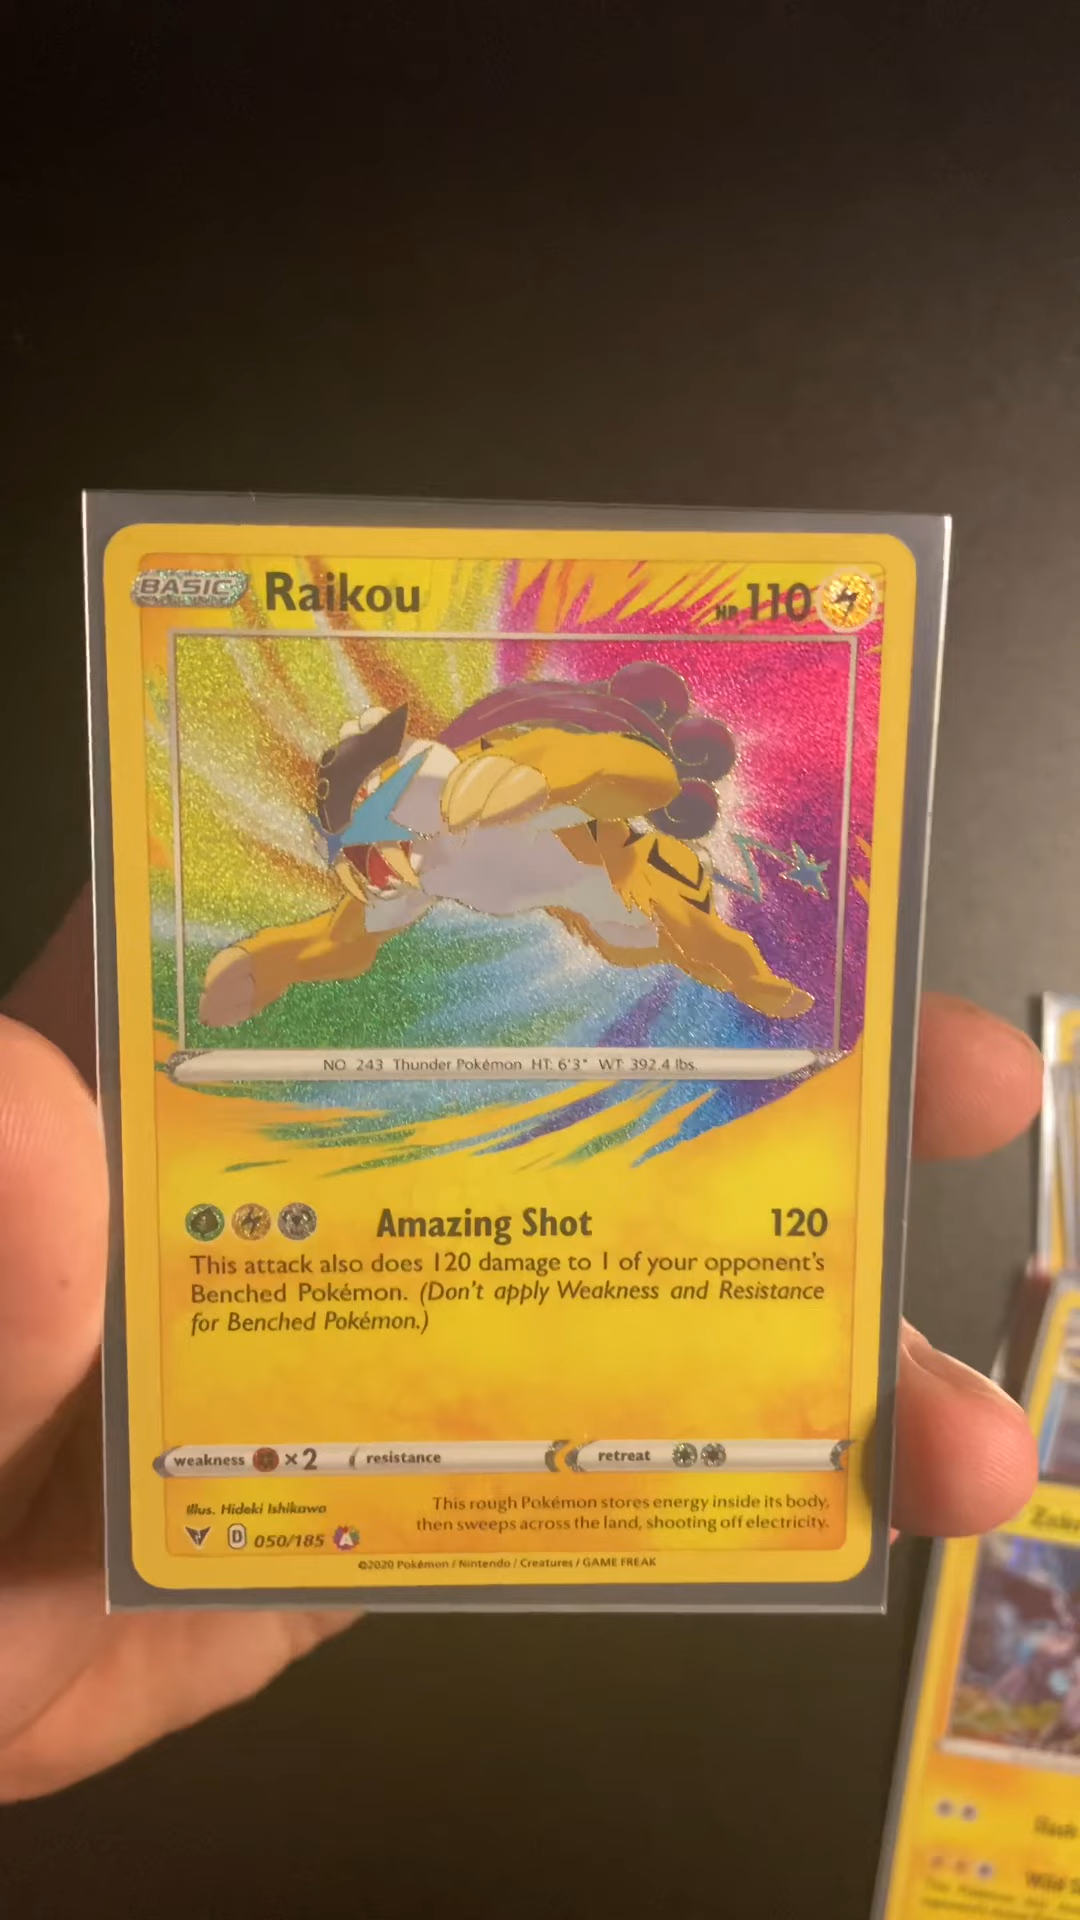 BASIC Raikou HP 110
NO. 243 Thunder Pokémon HT: 6'3" WT: 392.4 lbs.
Amazing Shot 120
This attack also does 120 damage to 1 of your opponent's
Benched Pokémon. (Don't apply Weakness and Resistance
for Benched Pokémon.)
weakness ×2 resistance retreat
Illus. Hideki Ishikawa
This rough Pokémon stores energy inside its body,
then sweeps across the land, shooting off electricity.
D 050/185 A
©2020 Pokémon / Nintendo / Creatures / GAME FREAK